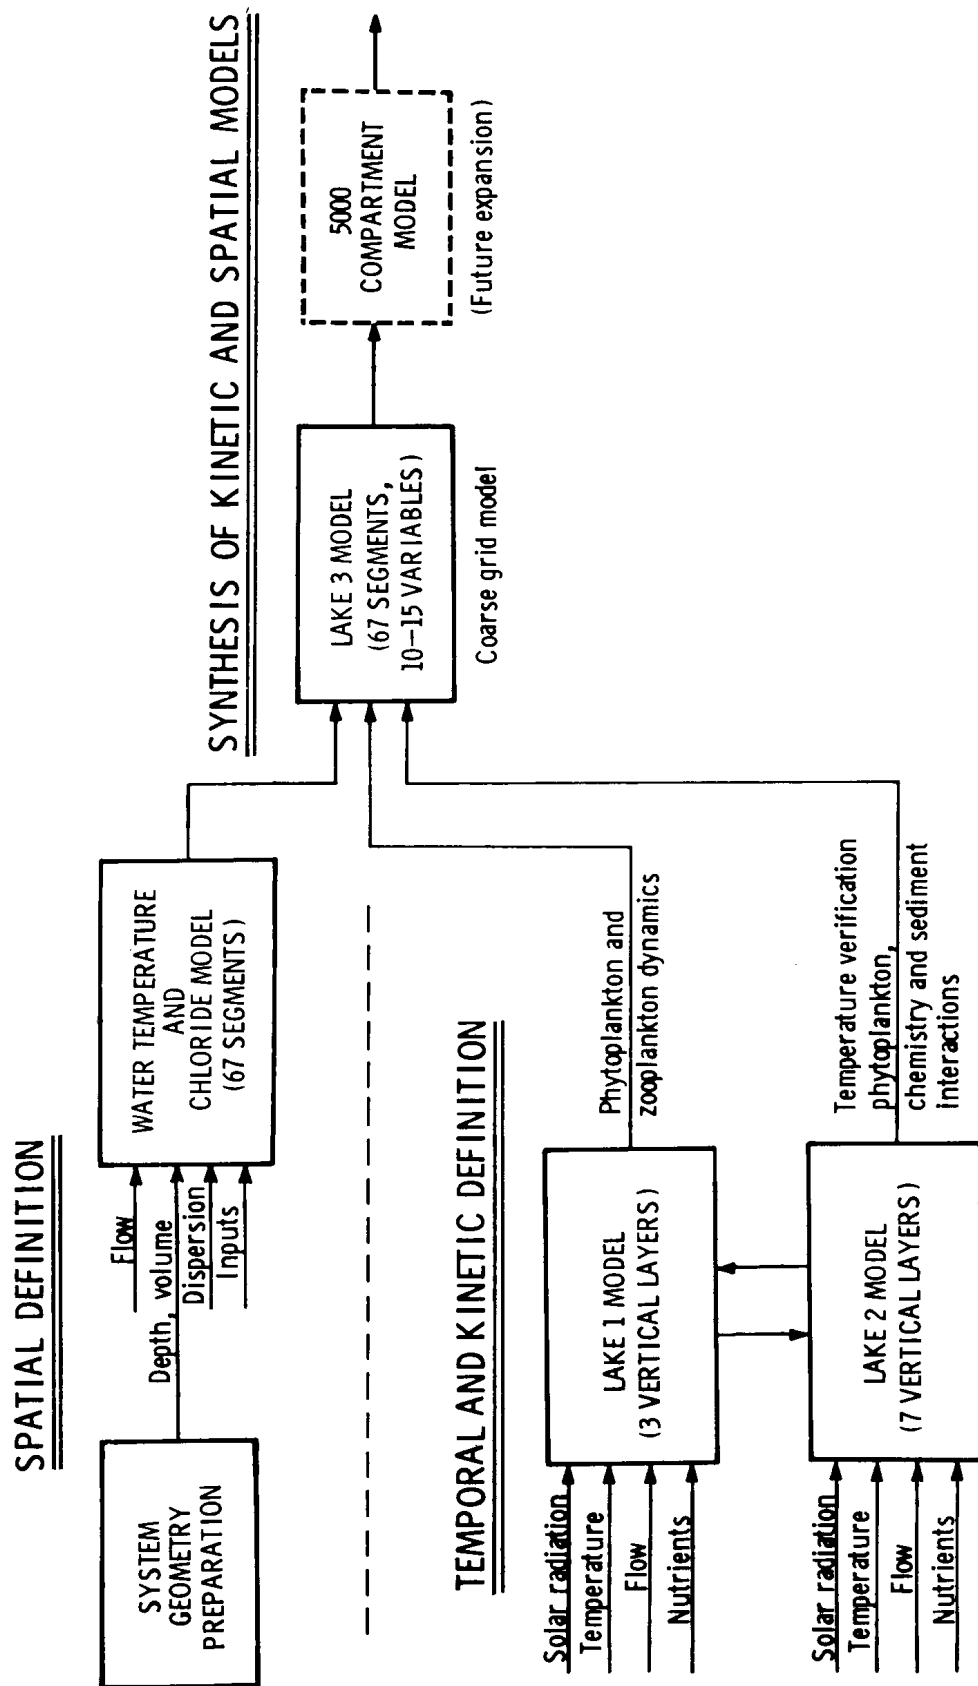 SPATIAL DEFINITION
SYSTEM
GEOMETRY
PREPARATION
Flow
Depth, volume
Dispersion
Inputs
WATER TEMPERATURE
AND
CHLORIDE MODEL
(67 SEGMENTS)
SYNTHESIS OF KINETIC AND SPATIAL MODELS
LAKE 3 MODEL
(67 SEGMENTS,
10–15 VARIABLES)
Coarse grid model
5000
COMPARTMENT
MODEL
(Future expansion)
TEMPORAL AND KINETIC DEFINITION
Solar radiation
Temperature
Flow
Nutrients
LAKE 1 MODEL
(3 VERTICAL LAYERS)
Phytoplankton and
zooplankton dynamics
Solar radiation
Temperature
Flow
Nutrients
LAKE 2 MODEL
(7 VERTICAL LAYERS)
Temperature verification
phytoplankton,
chemistry and sediment
interactions